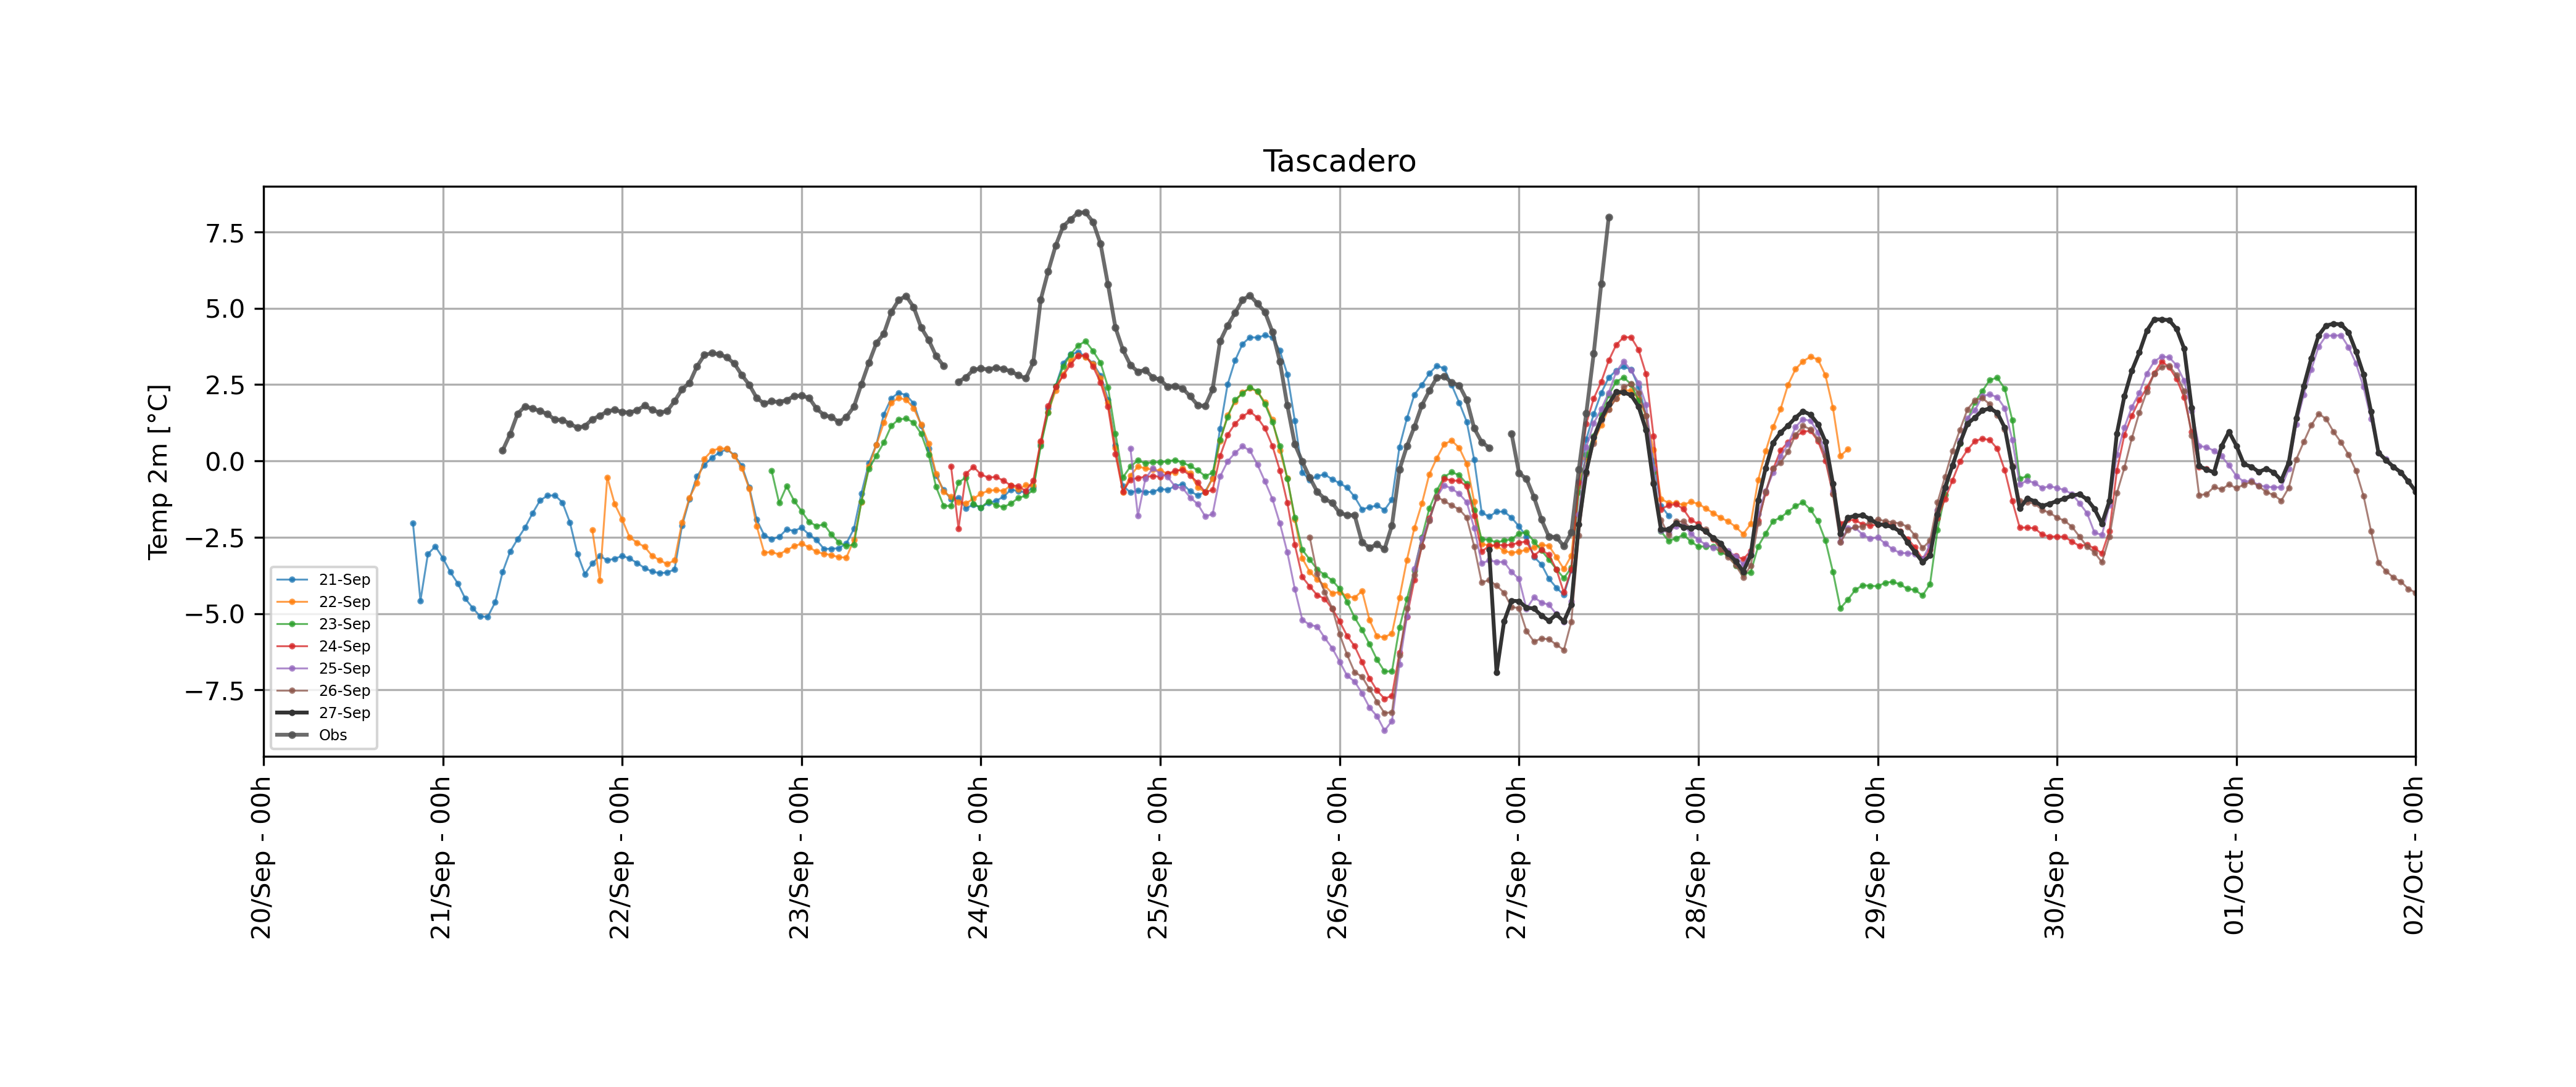 Tascadero
Temp 2m [°C]
7.5
5.0
2.5
0.0
−2.5
−5.0
−7.5
21-Sep
22-Sep
23-Sep
24-Sep
25-Sep
26-Sep
27-Sep
Obs
20/Sep - 00h
21/Sep - 00h
22/Sep - 00h
23/Sep - 00h
24/Sep - 00h
25/Sep - 00h
26/Sep - 00h
27/Sep - 00h
28/Sep - 00h
29/Sep - 00h
30/Sep - 00h
01/Oct - 00h
02/Oct - 00h